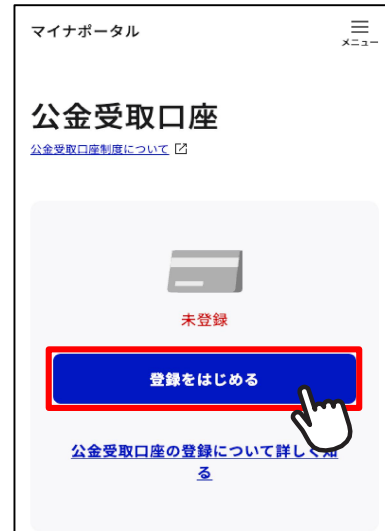 マイナポータル
メニュー
公金受取口座
公金受取口座制度について
未登録
登録をはじめる
公金受取口座の登録について詳しく知
る